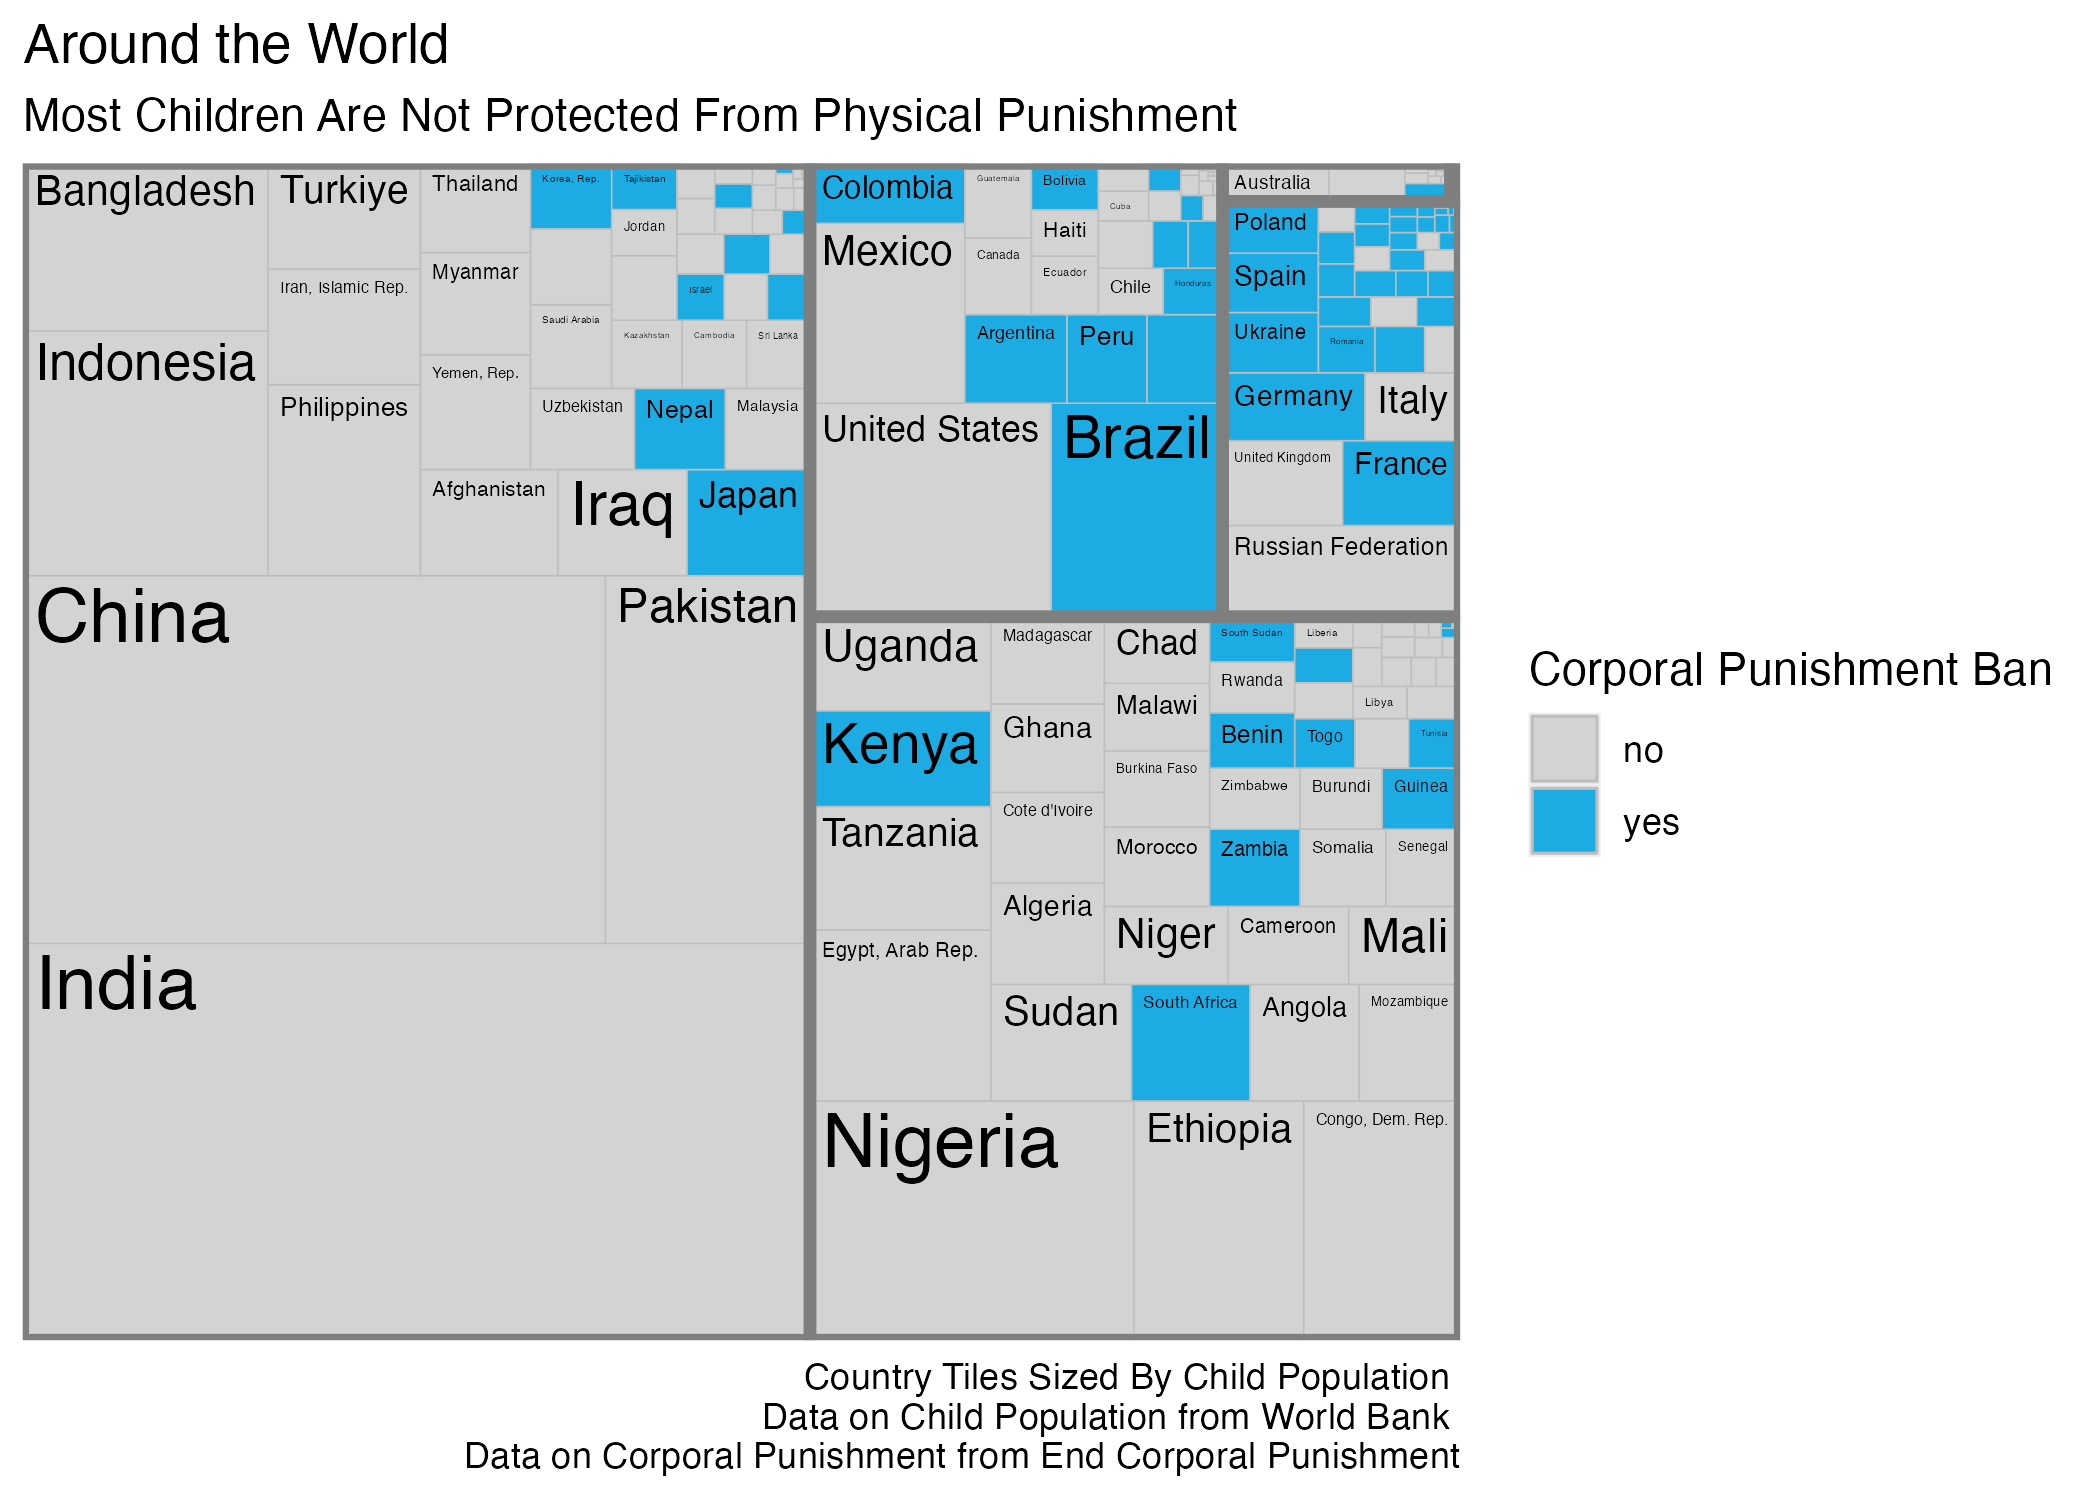 Around the World
Most Children Are Not Protected From Physical Punishment
Bangladesh
Turkiye
Thailand
Korea, Rep.
Tajikistan
Jordan
Iran, Islamic Rep.
Myanmar
Israel
Saudi Arabia
Kazakhstan
Cambodia
Sri Lanka
Indonesia
Philippines
Yemen, Rep.
Uzbekistan
Nepal
Malaysia
Afghanistan
Iraq
Japan
China
Pakistan
India
Colombia
Guatemala
Bolivia
Cuba
Haiti
Mexico
Canada
Ecuador
Chile
Honduras
Argentina
Peru
United States
Brazil
Australia
Poland
Spain
Ukraine
Romania
Germany
Italy
United Kingdom
France
Russian Federation
Uganda
Madagascar
Chad
South Sudan
Liberia
Rwanda
Malawi
Libya
Kenya
Ghana
Benin
Togo
Tunisia
Burkina Faso
Zimbabwe
Burundi
Guinea
Tanzania
Cote d'Ivoire
Morocco
Zambia
Somalia
Senegal
Algeria
Niger
Cameroon
Mali
Egypt, Arab Rep.
Sudan
South Africa
Angola
Mozambique
Nigeria
Ethiopia
Congo, Dem. Rep.
Corporal Punishment Ban
no
yes
Country Tiles Sized By Child Population
Data on Child Population from World Bank
Data on Corporal Punishment from End Corporal Punishment